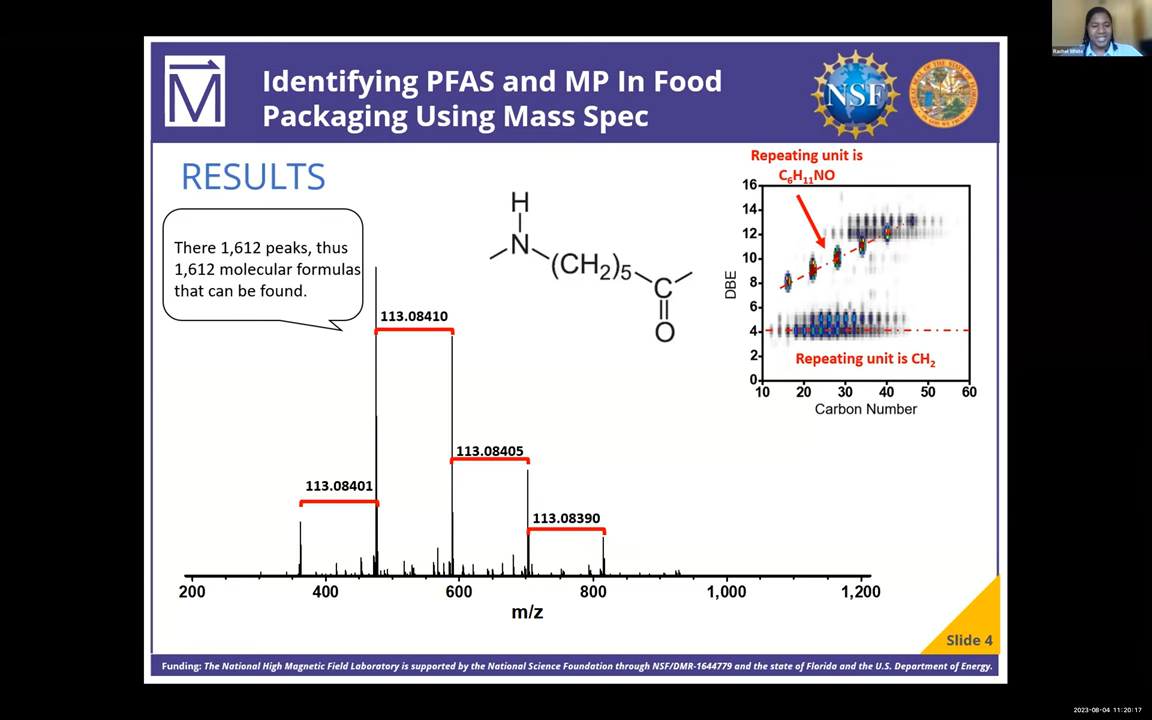 Rachel White
Identifying PFAS and MP In Food
Packaging Using Mass Spec
NSF
RESULTS
There 1,612 peaks, thus
1,612 molecular formulas
that can be found.
H
N
(CH₂)₅
C
O
Repeating unit is
C₆H₁₁NO
16
14
12
10
8
6
4
2
0
DBE
Repeating unit is CH₂
10 20 30 40 50 60
Carbon Number
113.08410
113.08405
113.08401
113.08390
200 400 600 800 1,000 1,200
m/z
Slide 4
Funding: The National High Magnetic Field Laboratory is supported by the National Science Foundation through NSF/DMR-1644779 and the state of Florida and the U.S. Department of Energy.
2023-08-04 11:20:17